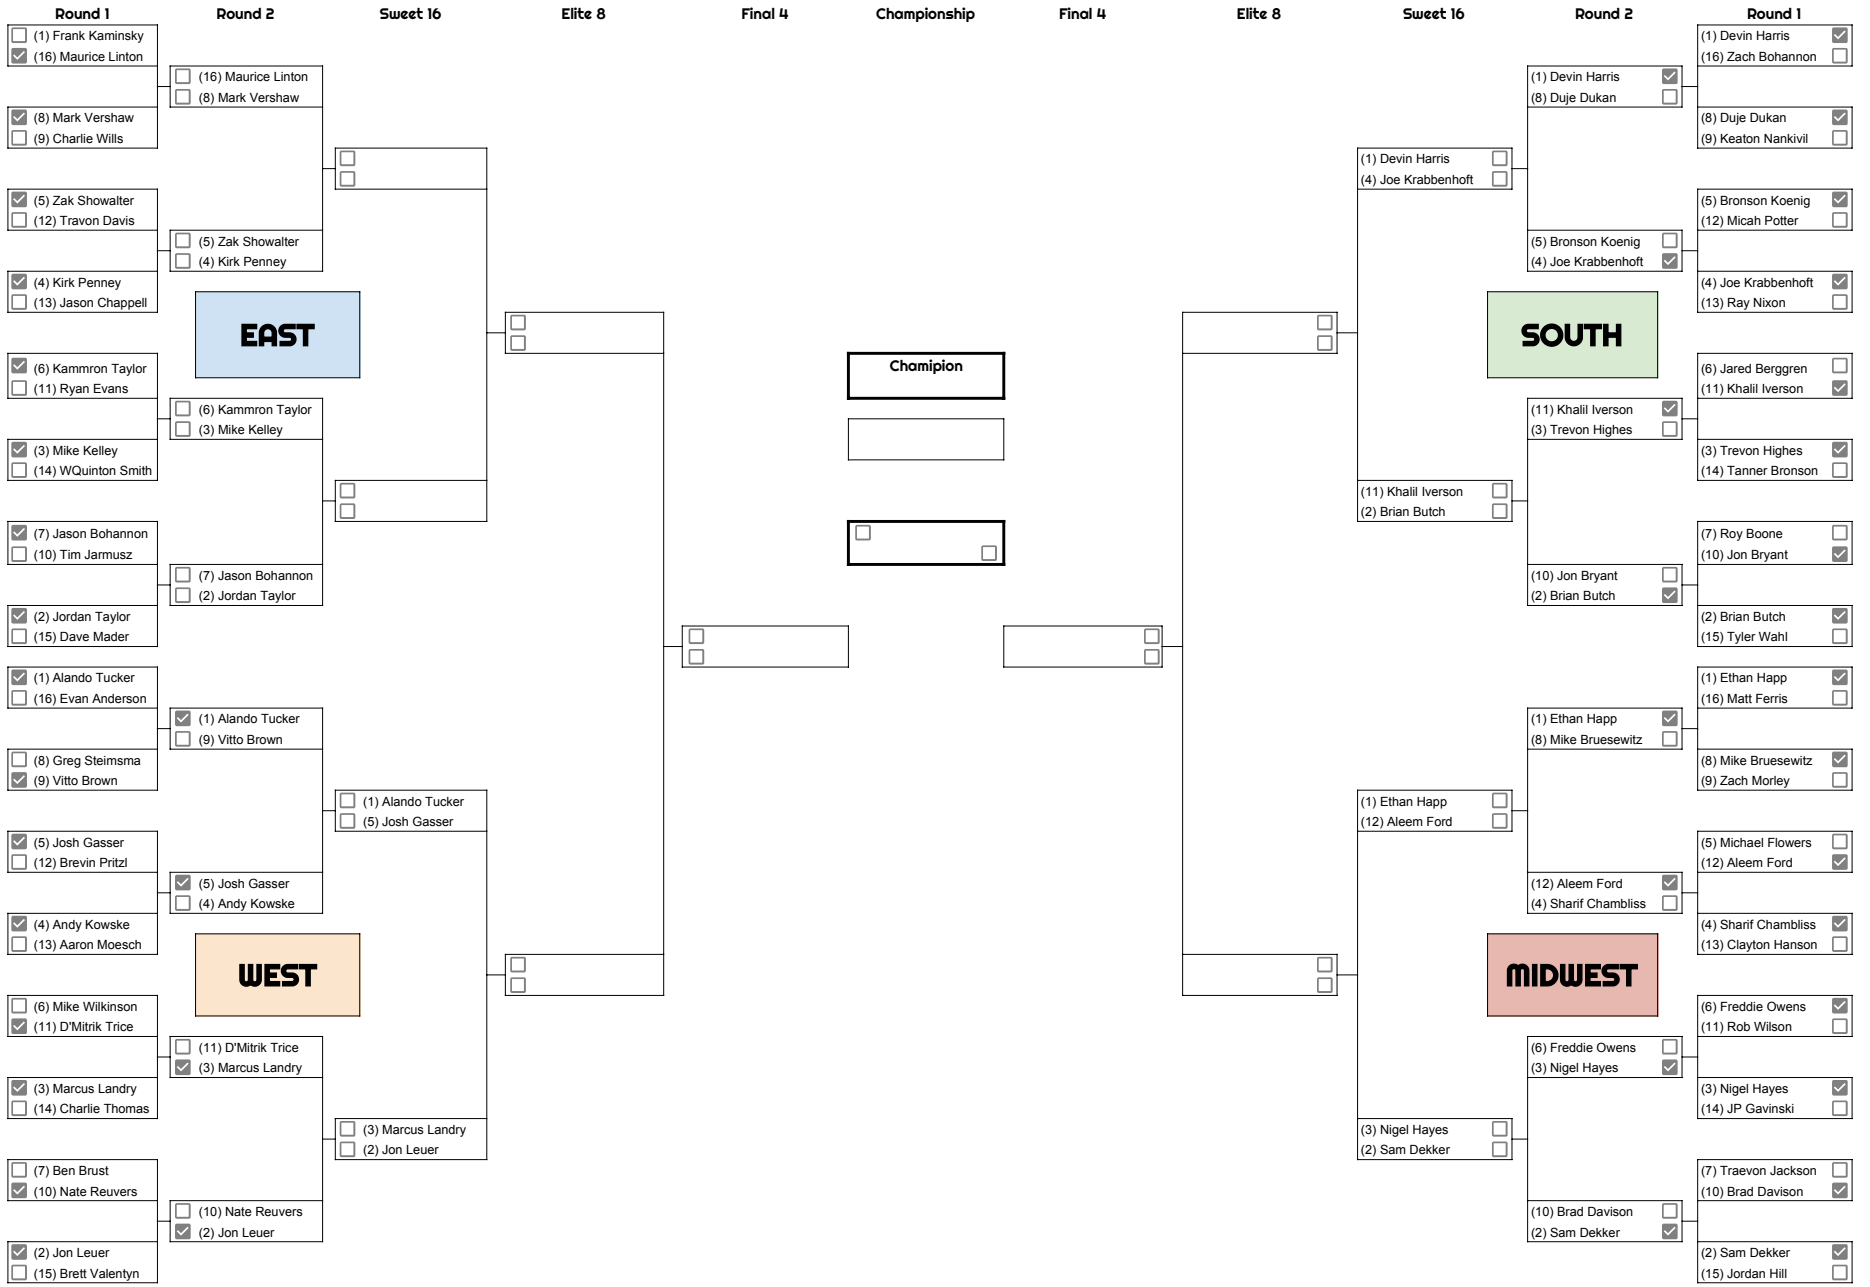 Round 1
Round 2
Sweet 16
Elite 8
Final 4
Championship
Final 4
Elite 8
Sweet 16
Round 2
Round 1
(1) Frank Kaminsky
(16) Maurice Linton
(8) Mark Vershaw
(9) Charlie Wills
(5) Zak Showalter
(12) Travon Davis
(4) Kirk Penney
(13) Jason Chappell
(6) Kammron Taylor
(11) Ryan Evans
(3) Mike Kelley
(14) WQuinton Smith
(7) Jason Bohannon
(10) Tim Jarmusz
(2) Jordan Taylor
(15) Dave Mader
(16) Maurice Linton
(8) Mark Vershaw
(5) Zak Showalter
(4) Kirk Penney
EAST
(6) Kammron Taylor
(3) Mike Kelley
(7) Jason Bohannon
(2) Jordan Taylor
(1) Alando Tucker
(16) Evan Anderson
(8) Greg Steimsma
(9) Vitto Brown
(5) Josh Gasser
(12) Brevin Pritzl
(4) Andy Kowske
(13) Aaron Moesch
(6) Mike Wilkinson
(11) D'Mitrik Trice
(3) Marcus Landry
(14) Charlie Thomas
(7) Ben Brust
(10) Nate Reuvers
(2) Jon Leuer
(15) Brett Valentyn
(1) Alando Tucker
(9) Vitto Brown
(5) Josh Gasser
(4) Andy Kowske
WEST
(11) D'Mitrik Trice
(3) Marcus Landry
(10) Nate Reuvers
(2) Jon Leuer
(1) Alando Tucker
(5) Josh Gasser
(3) Marcus Landry
(2) Jon Leuer
Chamipion
(1) Devin Harris
(4) Joe Krabbenhoft
(11) Khalil Iverson
(2) Brian Butch
(1) Devin Harris
(8) Duje Dukan
(5) Bronson Koenig
(4) Joe Krabbenhoft
SOUTH
(11) Khalil Iverson
(3) Trevon Highes
(10) Jon Bryant
(2) Brian Butch
(1) Devin Harris
(16) Zach Bohannon
(8) Duje Dukan
(9) Keaton Nankivil
(5) Bronson Koenig
(12) Micah Potter
(4) Joe Krabbenhoft
(13) Ray Nixon
(6) Jared Berggren
(11) Khalil Iverson
(3) Trevon Highes
(14) Tanner Bronson
(7) Roy Boone
(10) Jon Bryant
(2) Brian Butch
(15) Tyler Wahl
(1) Ethan Happ
(12) Aleem Ford
(3) Nigel Hayes
(2) Sam Dekker
(1) Ethan Happ
(8) Mike Bruesewitz
(12) Aleem Ford
(4) Sharif Chambliss
MIDWEST
(6) Freddie Owens
(3) Nigel Hayes
(10) Brad Davison
(2) Sam Dekker
(1) Ethan Happ
(16) Matt Ferris
(8) Mike Bruesewitz
(9) Zach Morley
(5) Michael Flowers
(12) Aleem Ford
(4) Sharif Chambliss
(13) Clayton Hanson
(6) Freddie Owens
(11) Rob Wilson
(3) Nigel Hayes
(14) JP Gavinski
(7) Traevon Jackson
(10) Brad Davison
(2) Sam Dekker
(15) Jordan Hill